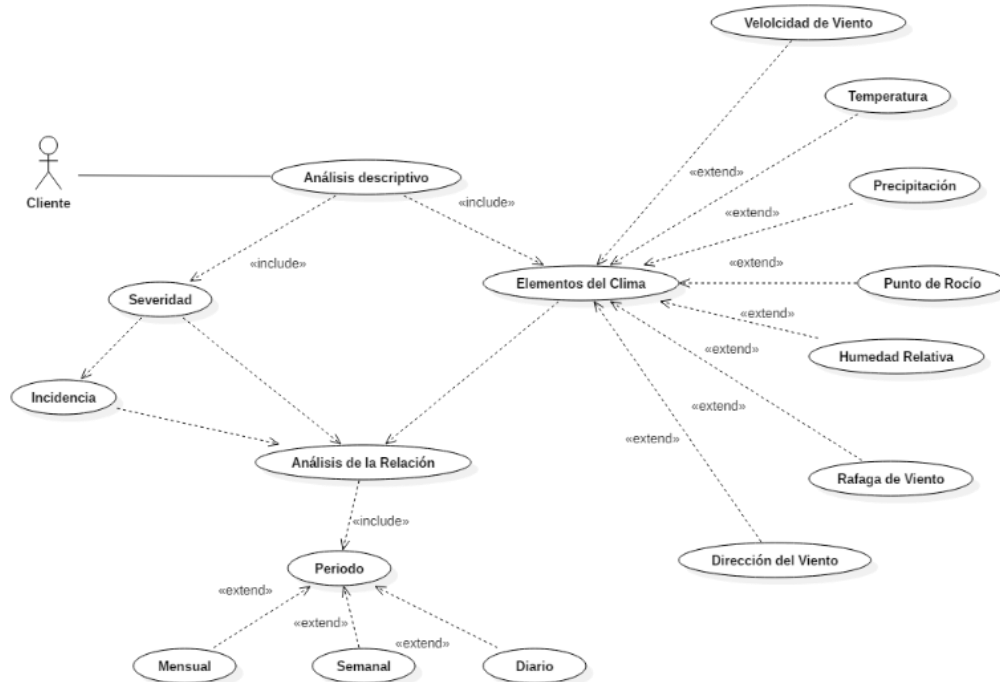 Velolcidad de Viento
Temperatura
«extend»
Precipitación
Cliente
Análisis descriptivo
«include»
«extend»
«include»
«extend»
Elementos del Clima
Punto de Rocío
Severidad
«extend»
Humedad Relativa
Incidencia
«extend»
«extend»
Análisis de la Relación
Rafaga de Viento
«include»
Dirección del Viento
Periodo
«extend»
«extend»
«extend»
Mensual
Semanal
Diario